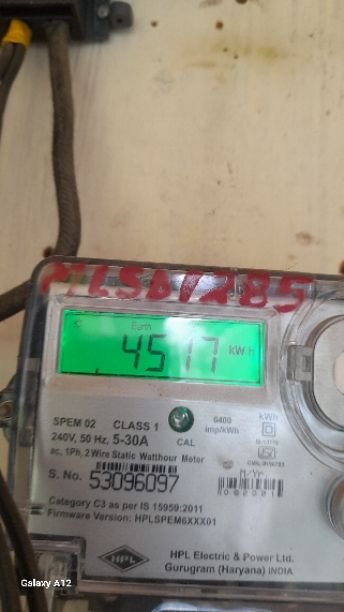 MLSD1285
Earth
4517 kWh
SPEM 02 CLASS 1
240V, 50 Hz, 5-30A
CAL
6400
imp/kWh
kWh
ac, 1Ph, 2 Wire Static Watthour Meter
M/Yr
S. No. 53096097
Category C3 as per IS 15959:2011
Firmware Version: HPLSPEM6XXX01
HPL
HPL Electric & Power Ltd.
Gurugram (Haryana) INDIA
Galaxy A12